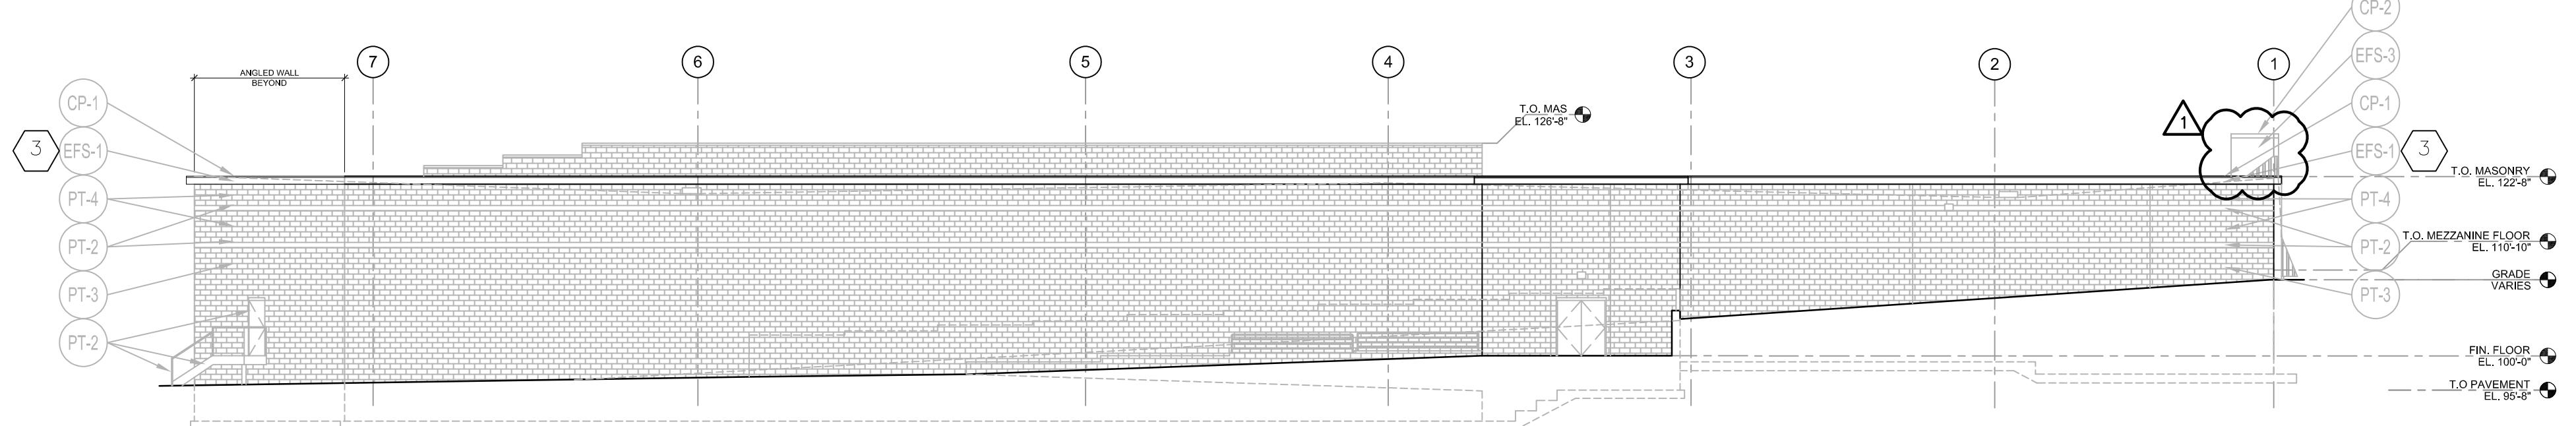 CP-2
7
6
5
4
3
2
1
EFS-3
ANGLED WALL
BEYOND
CP-1
CP-1
T.O. MAS
EL. 126'-8"
1
3
EFS-1
EFS-1
3
T.O. MASONRY
EL. 122'-8"
PT-4
PT-4
T.O. MEZZANINE FLOOR
EL. 110'-10"
PT-2
PT-2
GRADE
VARIES
PT-3
PT-3
PT-2
FIN. FLOOR
EL. 100'-0"
T.O PAVEMENT
EL. 95'-8"